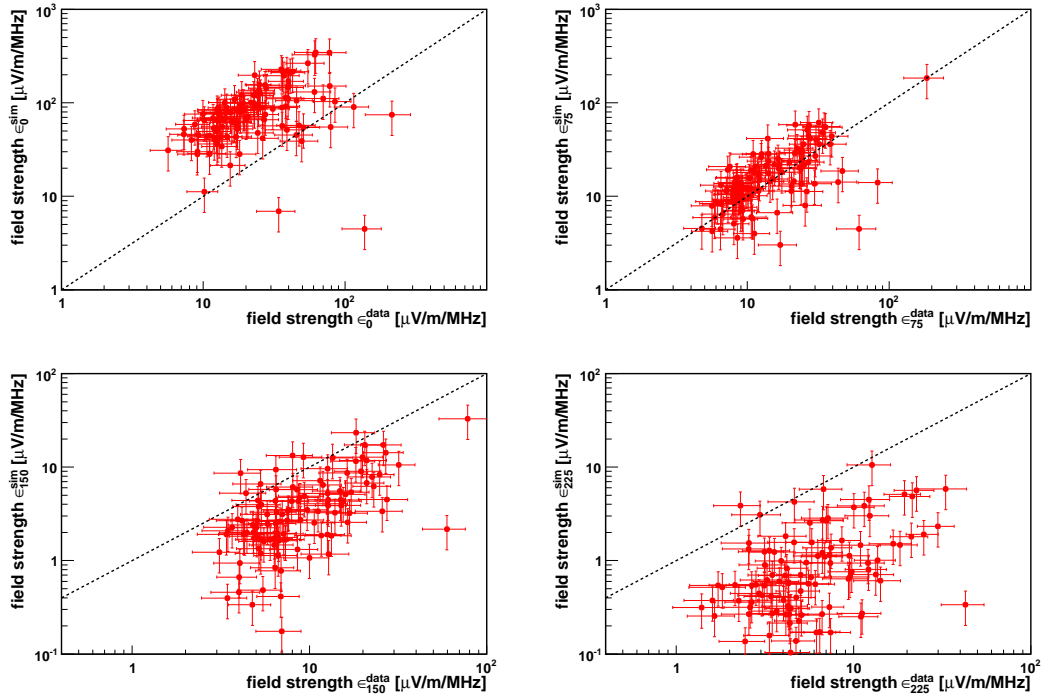 field strength ϵ₀^sim [μV/m/MHz]
10³
10²
10
1
1 10 10²
field strength ϵ₀^data [μV/m/MHz]
field strength ϵ₇₅^sim [μV/m/MHz]
10³
10²
10
1
1 10 10²
field strength ϵ₇₅^data [μV/m/MHz]
field strength ϵ₁₅₀^sim [μV/m/MHz]
10²
10
1
10⁻¹
1 10 10²
field strength ϵ₁₅₀^data [μV/m/MHz]
field strength ϵ₂₂₅^sim [μV/m/MHz]
10²
10
1
10⁻¹
1 10 10²
field strength ϵ₂₂₅^data [μV/m/MHz]